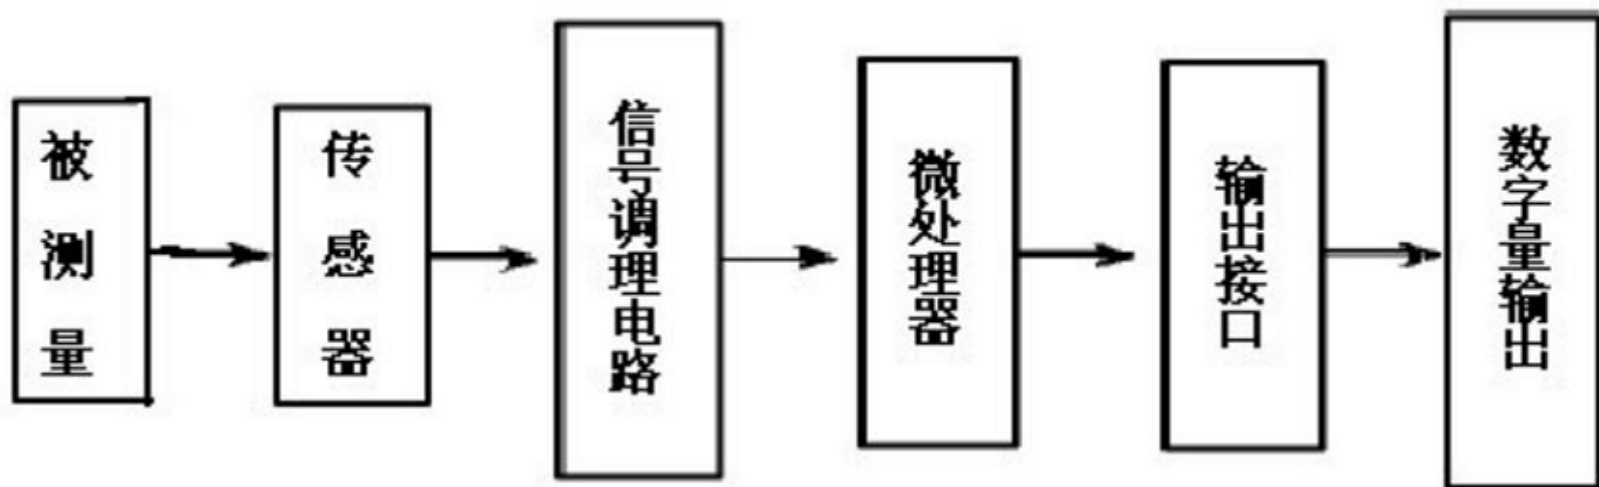 被测量
传感器
信号调理电路
微处理器
输出接口
数字量输出